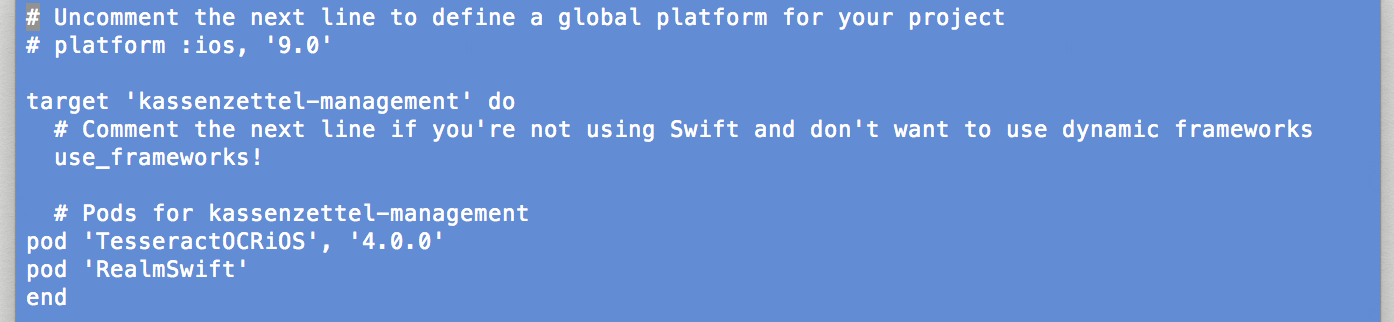 # Uncomment the next line to define a global platform for your project
# platform :ios, '9.0'

target 'kassenzettel-management' do
  # Comment the next line if you're not using Swift and don't want to use dynamic frameworks
  use_frameworks!

  # Pods for kassenzettel-management
pod 'TesseractOCRiOS', '4.0.0'
pod 'RealmSwift'
end